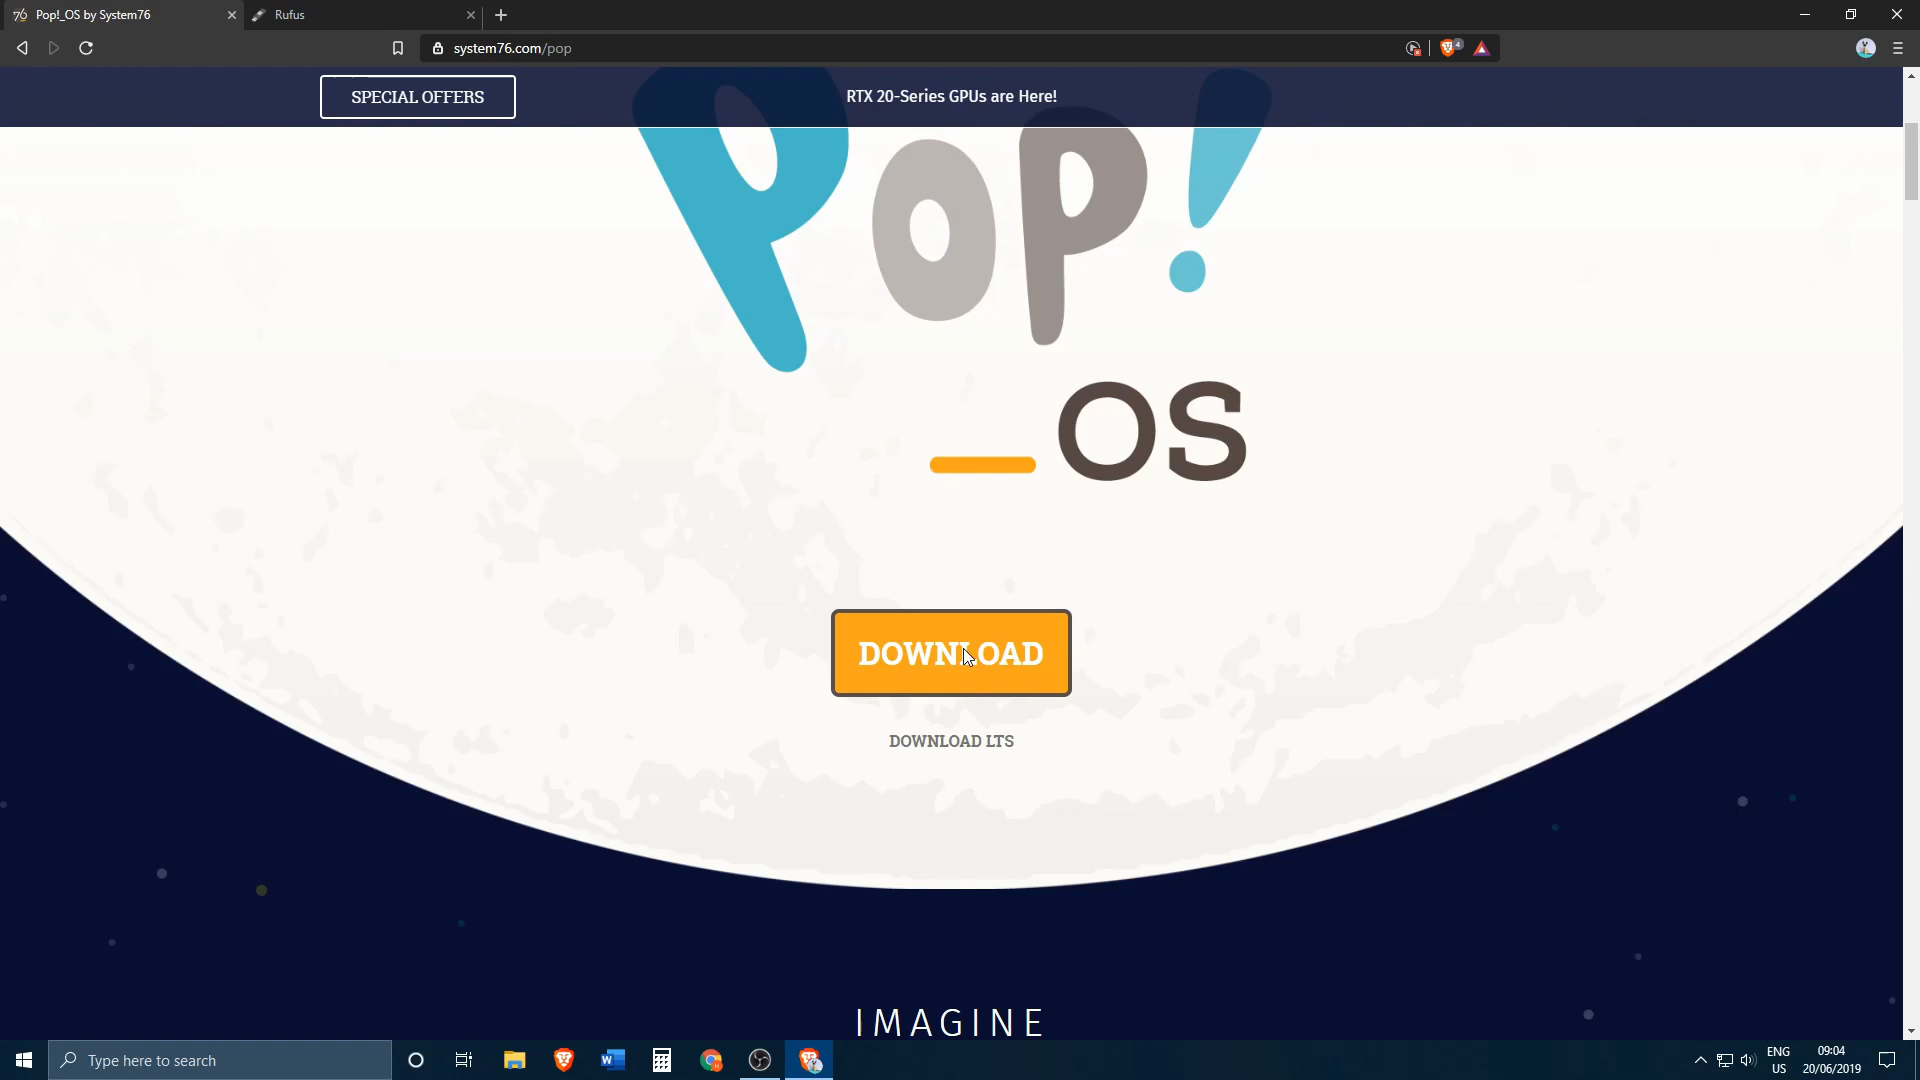 Pop!_OS by System76
Rufus
system76.com/pop
4
SPECIAL OFFERS
RTX 20-Series GPUs are Here!
Pop!
_OS
DOWNLOAD
DOWNLOAD LTS
IMAGINE
Type here to search
ENG
US
09:04
20/06/2019